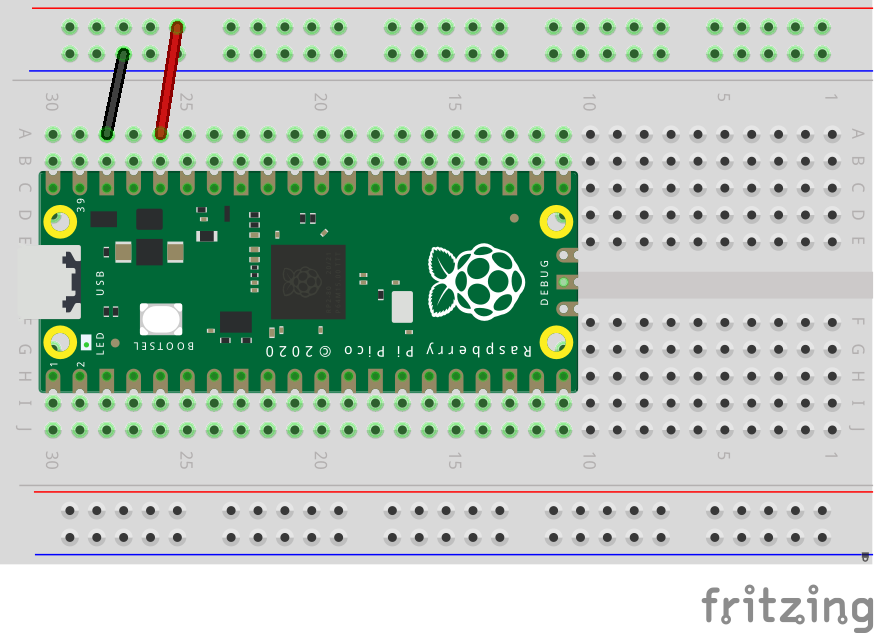 30 25 20 15 10 5 1
A A
B B
C C
D D
E E
39
USB
DEBUG
LED
BOOTSEL
Raspberry Pi Pico ©2020
1
2
F F
G G
H H
I I
J J
30 25 20 15 10 5 1
fritzing